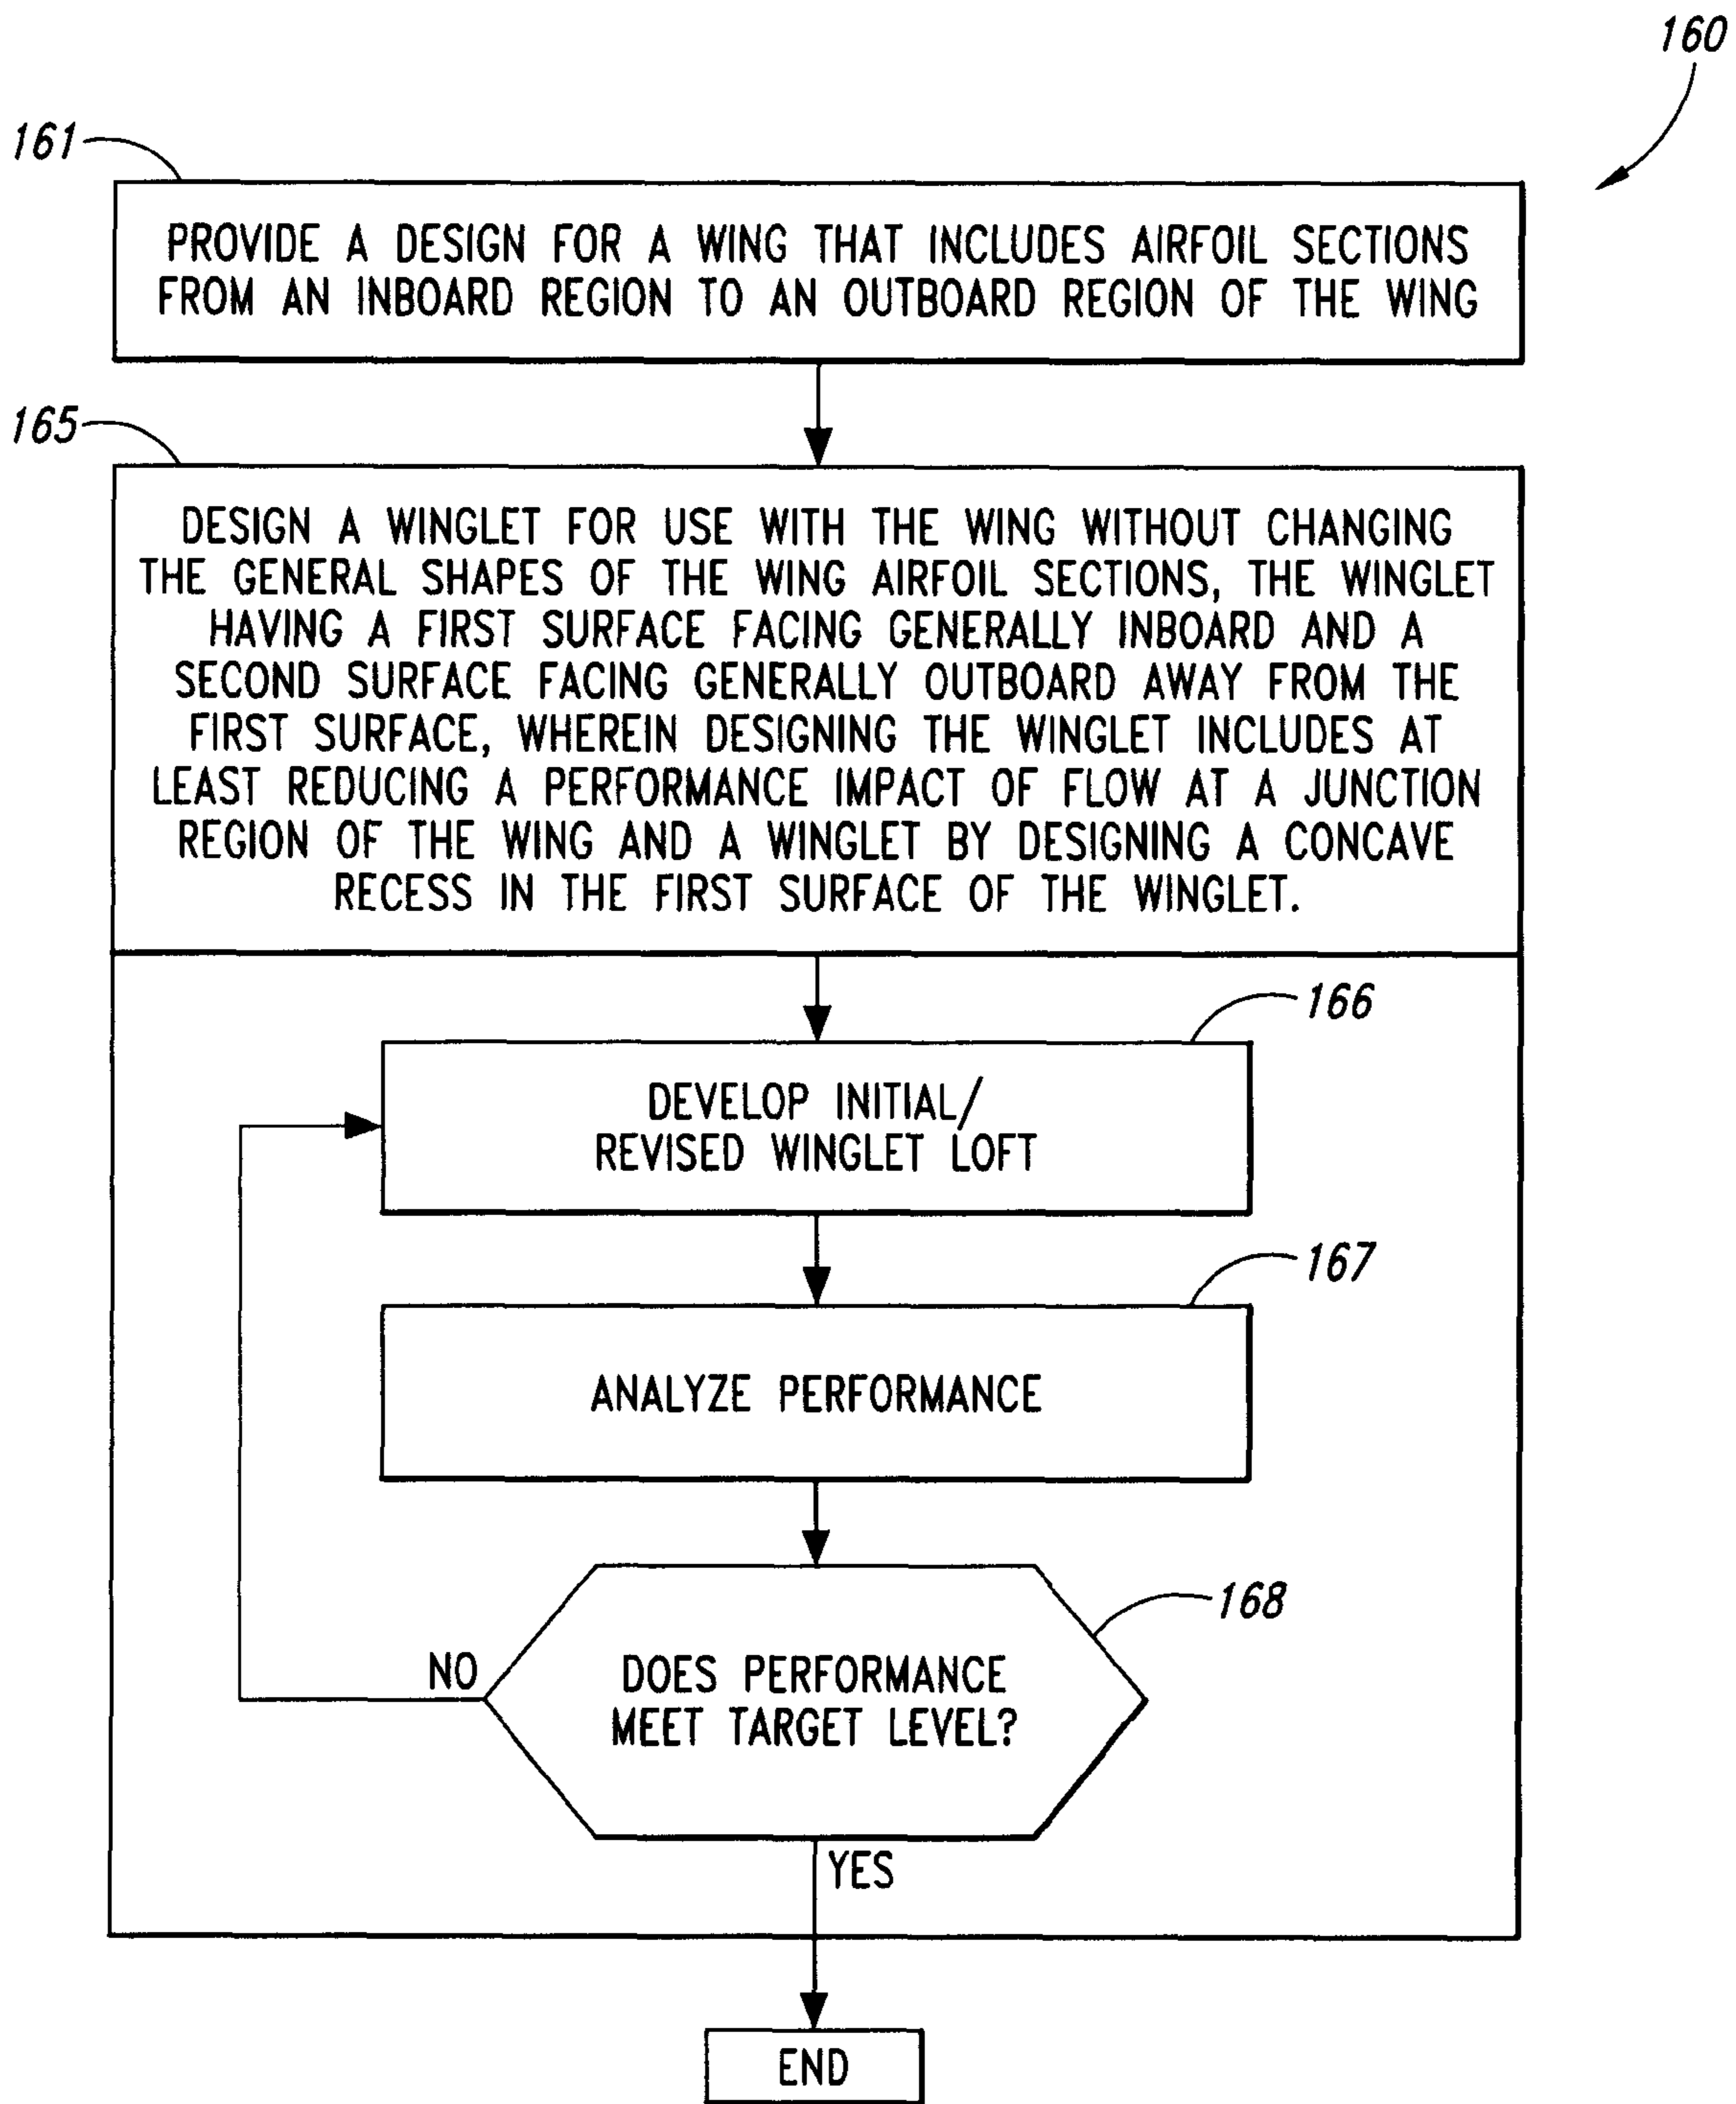 160
161
PROVIDE A DESIGN FOR A WING THAT INCLUDES AIRFOIL SECTIONS
FROM AN INBOARD REGION TO AN OUTBOARD REGION OF THE WING
165
DESIGN A WINGLET FOR USE WITH THE WING WITHOUT CHANGING
THE GENERAL SHAPES OF THE WING AIRFOIL SECTIONS, THE WINGLET
HAVING A FIRST SURFACE FACING GENERALLY INBOARD AND A
SECOND SURFACE FACING GENERALLY OUTBOARD AWAY FROM THE
FIRST SURFACE, WHEREIN DESIGNING THE WINGLET INCLUDES AT
LEAST REDUCING A PERFORMANCE IMPACT OF FLOW AT A JUNCTION
REGION OF THE WING AND A WINGLET BY DESIGNING A CONCAVE
RECESS IN THE FIRST SURFACE OF THE WINGLET.
166
DEVELOP INITIAL/
REVISED WINGLET LOFT
167
ANALYZE PERFORMANCE
168
NO
DOES PERFORMANCE
MEET TARGET LEVEL?
YES
END